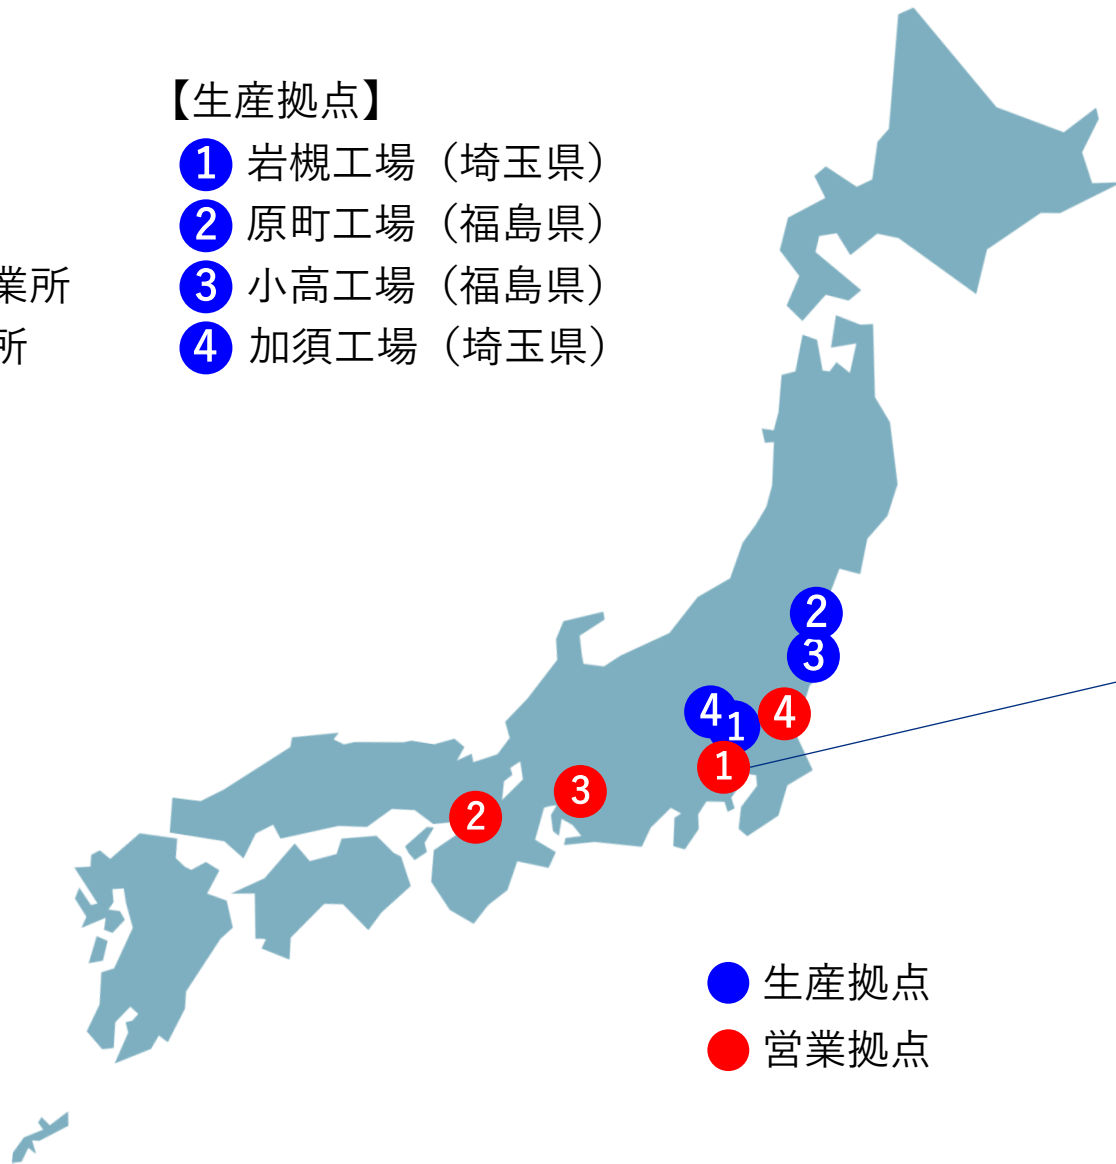 【生産拠点】
1 岩槻工場（埼玉県）
2 原町工場（福島県）
3 小高工場（福島県）
4 加須工場（埼玉県）
業所
所
2
3
4
1
4
1
3
2
生産拠点
営業拠点